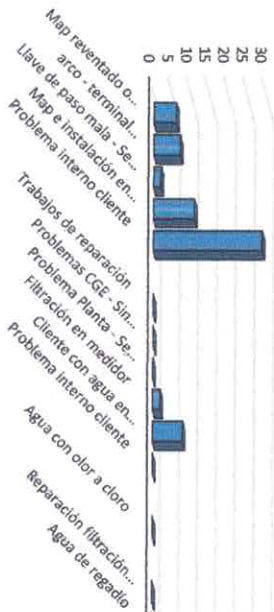 0 5 10 15 20 25 30
Map reventado o...
arco - terminal...
Llave de paso mala - Se...
Map e instalación en...
Problema interno cliente
Trabajos de reparación
Problemas CGE - Sin...
Problema Planta - Se...
Filtración en medidor
Cliente con agua en...
Problema interno cliente
Agua con olor a cloro
Reparación filtración...
Agua de regadío